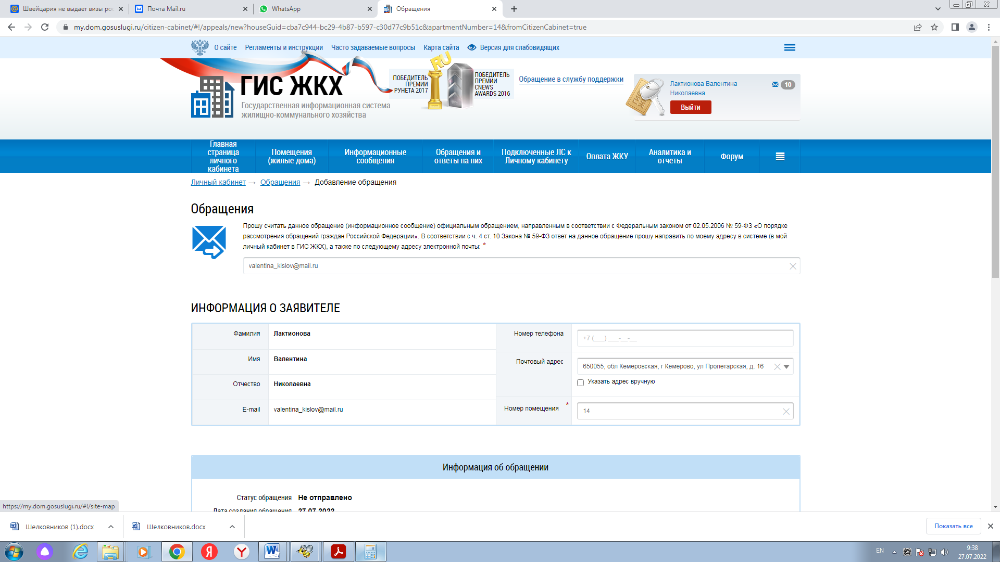 Швейцария не выдает визы рос
Почта Mail.ru
WhatsApp
Обращения
my.dom.gosuslugi.ru/citizen-cabinet/#!/appeals/new?houseGuid=cba7c944-bc29-4b87-b597-c30d77c9b51c&apartmentNumber=14&fromCitizenCabinet=true
О сайте
Регламенты и инструкции
Часто задаваемые вопросы
Карта сайта
Версия для слабовидящих
ГИС ЖКХ
Государственная информационная система
жилищно-коммунального хозяйства
ПОБЕДИТЕЛЬ
ПРЕМИИ
РУНЕТА 2017
RU
ПОБЕДИТЕЛЬ
ПРЕМИИ
CNEWS
AWARDS 2016
Обращение в службу поддержки
ГИС
ЖКХ
Лактионова Валентина
Николаевна
10
Выйти
Главная
страница
личного
кабинета
Помещения
(жилые дома)
Информационные
сообщения
Обращения и
ответы на них
Подключенные ЛС к
Личному кабинету
Оплата ЖКУ
Аналитика и
отчеты
Форум
Личный кабинет → Обращения → Добавление обращения
Обращения
Прошу считать данное обращение (информационное сообщение) официальным обращением, направленным в соответствии с Федеральным законом от 02.05.2006 № 59-ФЗ «О порядке
рассмотрения обращений граждан Российской Федерации». В соответствии с ч. 4 ст. 10 Закона № 59-ФЗ ответ на данное обращение прошу направить по моему адресу в системе (в мой
личный кабинет в ГИС ЖКХ), а также по следующему адресу электронной почты: *
valentina_kislov@mail.ru
ИНФОРМАЦИЯ О ЗАЯВИТЕЛЕ
Фамилия
Лактионова
Имя
Валентина
Отчество
Николаевна
E-mail
valentina_kislov@mail.ru
Номер телефона
+7 (___) ___-__-__
Почтовый адрес
650055, обл Кемеровская, г Кемерово, ул Пролетарская, д. 16
Указать адрес вручную
Номер помещения *
14
Информация об обращении
Статус обращения Не отправлено
Дата создания обращения 27.07.2022
https://my.dom.gosuslugi.ru/#!/site-map
Шелковников (1).docx
Шелковников.docx
Показать все
EN
9:38
27.07.2022